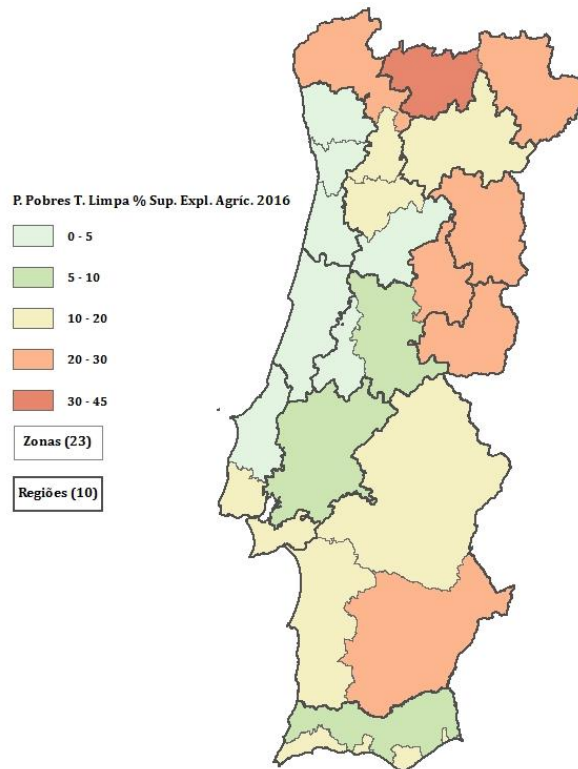 P. Pobres T. Limpa % Sup. Expl. Agríc. 2016
0 - 5
5 - 10
10 - 20
20 - 30
30 - 45
Zonas (23)
Regiões (10)